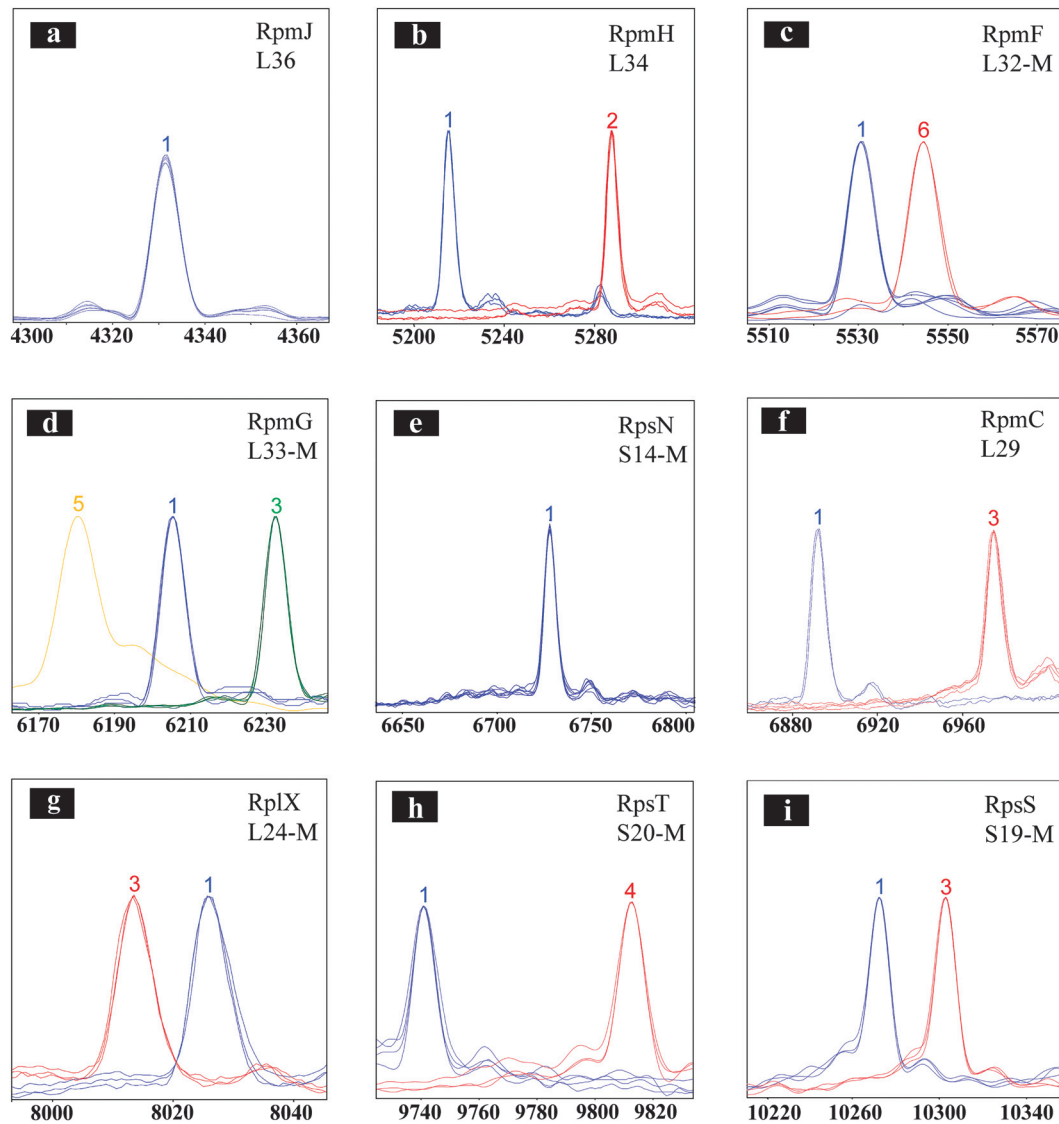 a
RpmJ
L36
1
4300 4320 4340 4360
b
RpmH
L34
1 2
5200 5240 5280
c
RpmF
L32-M
1 6
5510 5530 5550 5570
d
RpmG
L33-M
5 1 3
6170 6190 6210 6230
e
RpsN
S14-M
1
6650 6700 6750 6800
f
RpmC
L29
1 3
6880 6920 6960
g
RplX
L24-M
3 1
8000 8020 8040
h
RpsT
S20-M
1 4
9740 9760 9780 9800 9820
i
RpsS
S19-M
1 3
10220 10260 10300 10340